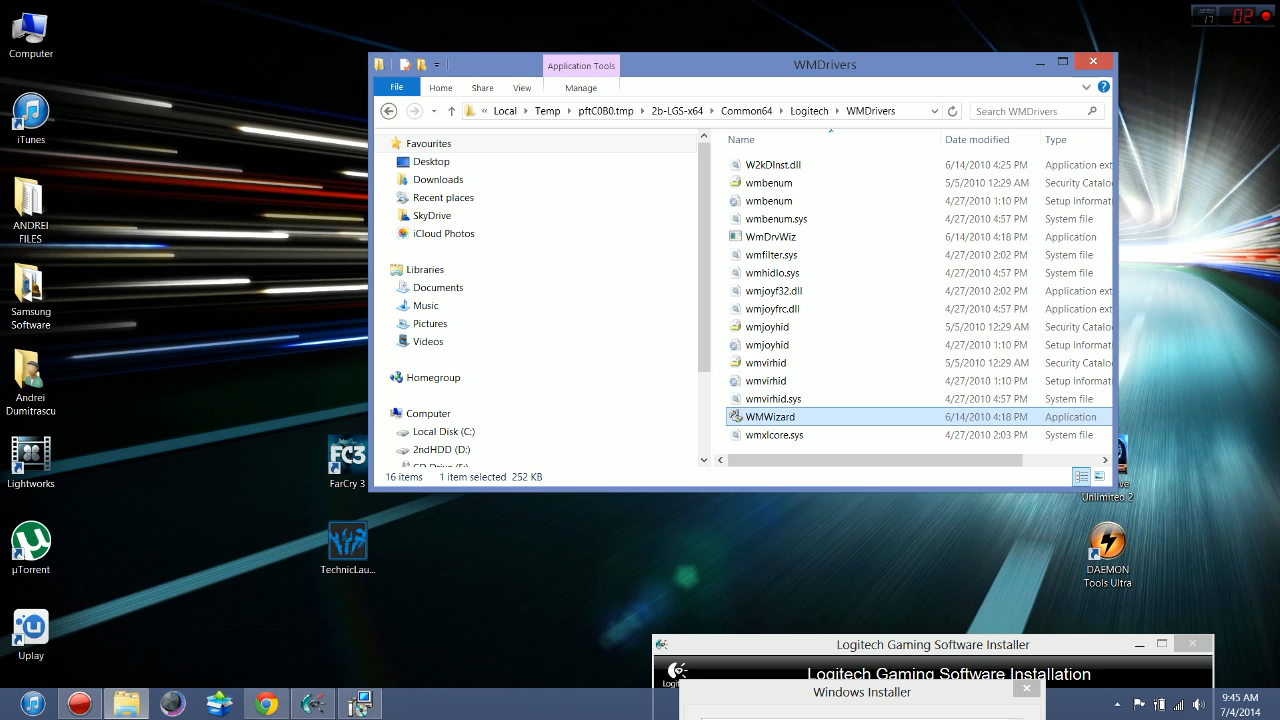 Computer
iTunes
ANDREI
FILES
Samsung
Software
Andrei
Dumitrascu
Lightworks
µTorrent
Uplay
FC3
FarCry 3
TechnicLau...
17
02
Unlimited 2
DAEMON
Tools Ultra
Application Tools
WMDrivers
File Home Share View Manage
« Local Temp pftC0B0.tmp 2b-LGS-x64 Common64 Logitech WMDrivers
Search WMDrivers
Favourites
Desktop
Downloads
Recent places
SkyDrive
iCloud Photos
Libraries
Documents
Music
Pictures
Videos
Homegroup
Computer
Local Disk (C:)
2ndHDD (D:)
Name Date modified Type
W2kDInst.dll 6/14/2010 4:25 PM Application ext
wmbenum 5/5/2010 12:29 AM Security Catalo
wmbenum 4/27/2010 1:10 PM Setup Informat
wmbenum.sys 4/27/2010 4:57 PM System file
WmDrvWiz 6/14/2010 4:18 PM Application
wmfilter.sys 4/27/2010 2:02 PM System file
wmhidlo.sys 4/27/2010 4:57 PM System file
wmjoyf32.dll 4/27/2010 2:02 PM Application ext
wmjoyfrc.dll 4/27/2010 4:57 PM Application ext
wmjoyhid 5/5/2010 12:29 AM Security Catalo
wmjoyhid 4/27/2010 1:10 PM Setup Informat
wmvirhid 5/5/2010 12:29 AM Security Catalo
wmvirhid 4/27/2010 1:10 PM Setup Informat
wmvirhid.sys 4/27/2010 4:57 PM System file
WMWizard 6/14/2010 4:18 PM Application
wmxlcore.sys 4/27/2010 2:03 PM System file
16 items 1 item selected 252 KB
Logitech Gaming Software Installer
Logitech Gaming Software Installation
Windows Installer
9:45 AM
7/4/2014